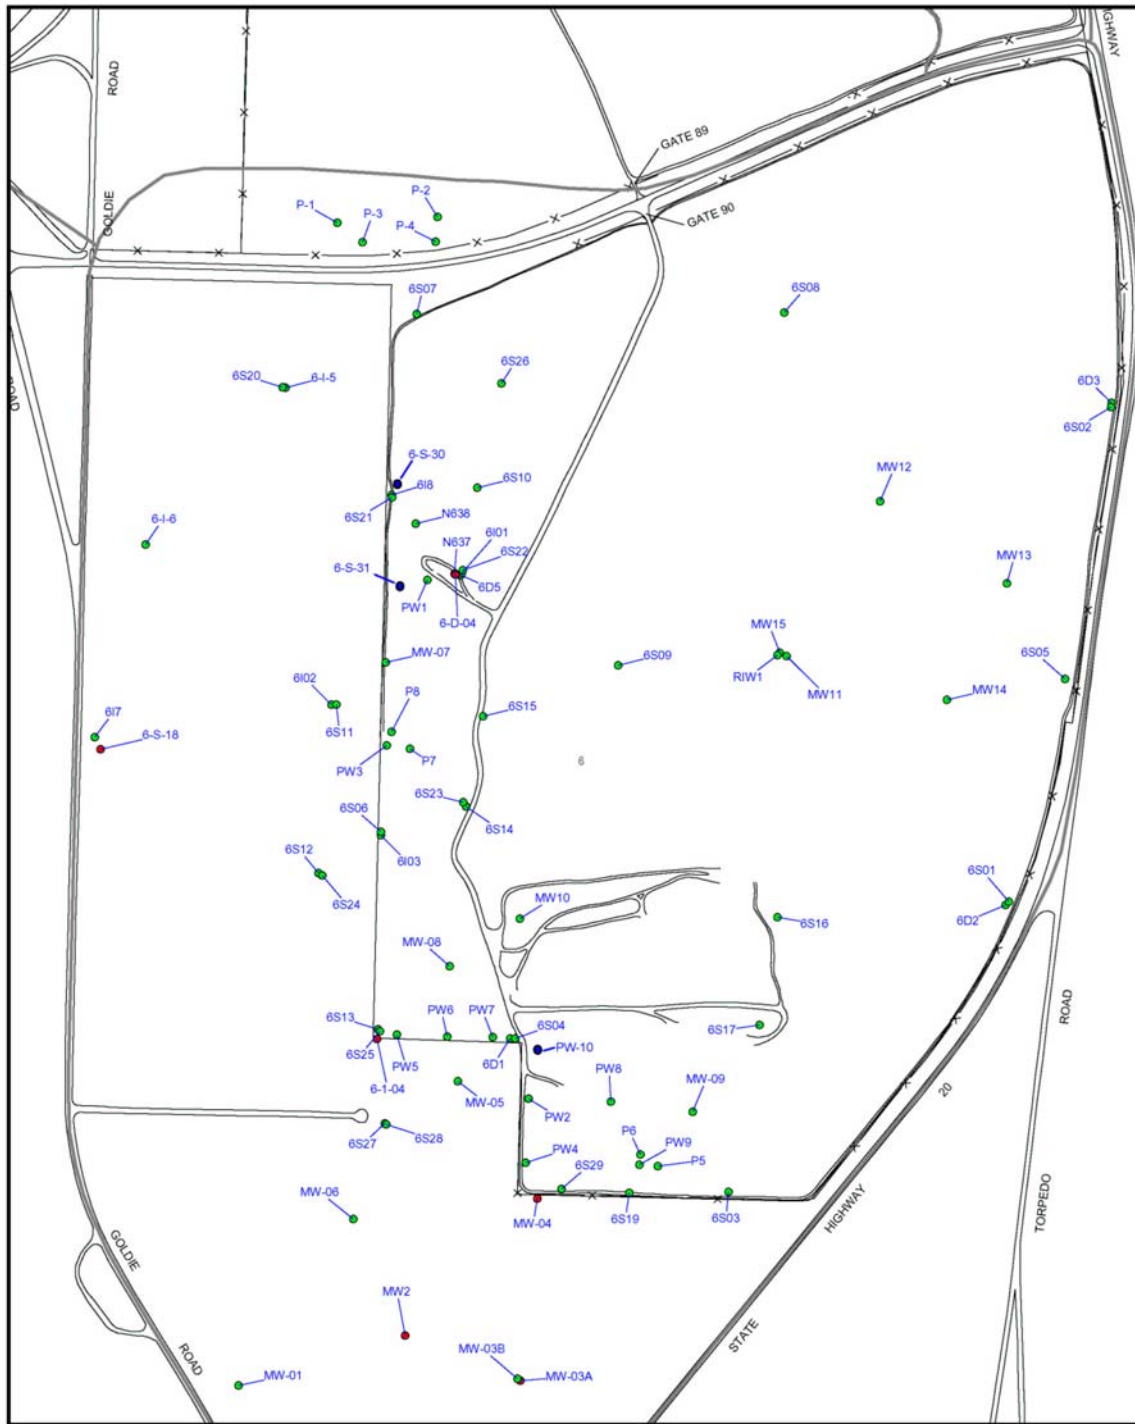 HIGHWAY
ROAD
GATE 89
GOLDIE
P-2
P-1
P-3
P-4
GATE 90
6S07
6S08
6S26
6S20
6-I-5
6D3
6S02
ROAD
6-S-30
6I8
6S10
6S21
MW12
N638
6-I-6
N637
6I01
6S22
6-S-31
6D5
MW13
PW1
6-D-04
MW-07
6S09
MW15
RIW1
MW11
6S05
6I02
P8
MW14
6S15
6S11
6I7
6-S-18
PW3
P7
6
6S23
6S06
6S14
6I03
6S12
6S24
6S01
MW10
6S16
6D2
MW-08
ROAD
6S13
PW6
PW7
6S04
6S17
6S25
PW5
6D1
PW-10
6-1-04
MW-05
PW8
MW-09
20
PW2
6S27
6S28
P6
PW9
PW4
6S29
P5
MW-06
MW-04
6S19
6S03
HIGHWAY
TORPEDO
GOLDIE
MW2
STATE
ROAD
MW-03B
MW-01
MW-03A